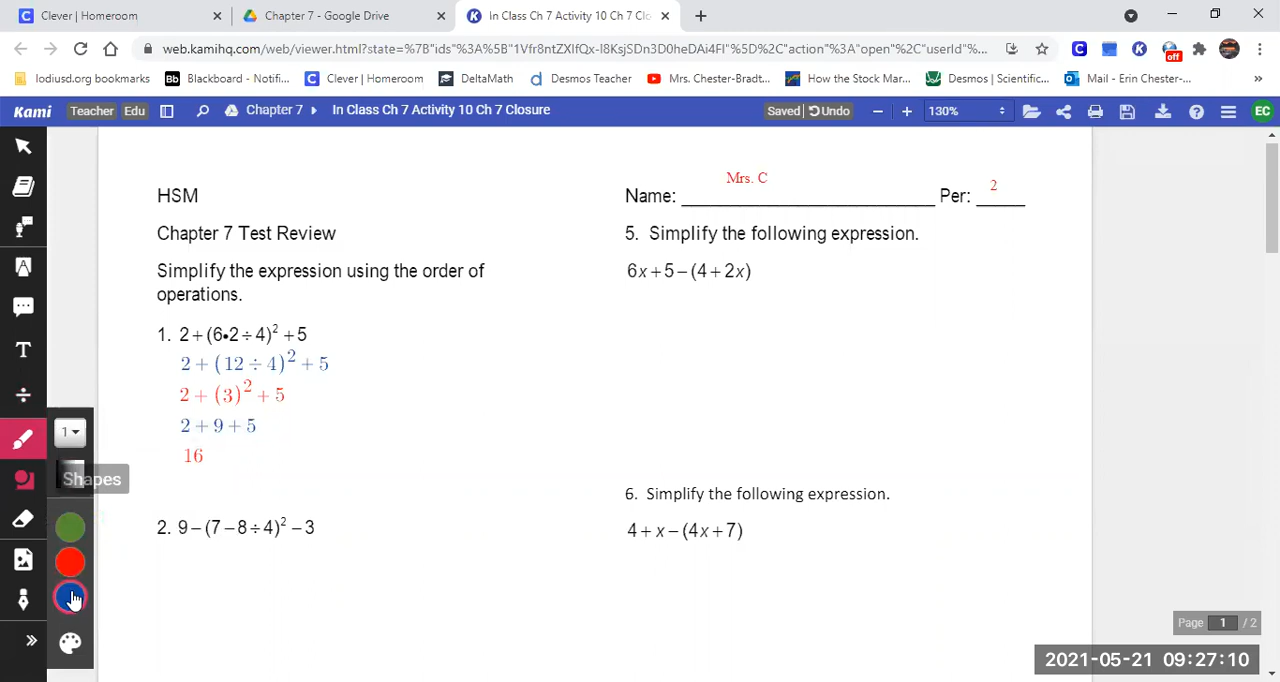 Clever | Homeroom
Chapter 7 - Google Drive
In Class Ch 7 Activity 10 Ch 7 Clo
web.kamihq.com/web/viewer.html?state=%7B"ids"%3A%5B"1Vfr8ntZXIfQx-I8KsjSDn3D0heDAi4FI"%5D%2C"action"%3A"open"%2C"userId"%...
off
lodiusd.org bookmarks
Blackboard - Notifi...
Clever | Homeroom
DeltaMath
Desmos Teacher
Mrs. Chester-Bradt...
How the Stock Mar...
Desmos | Scientific...
Mail - Erin Chester-...
»
Kami Teacher Edu Chapter 7 In Class Ch 7 Activity 10 Ch 7 Closure Saved Undo 130% EC
HSM
Chapter 7 Test Review
Simplify the expression using the order of
operations.
1. 2+(6•2÷4)²+5
2 + (12 ÷ 4)² + 5
2 + (3)² + 5
2 + 9 + 5
16
2. 9−(7−8÷4)²−3
Mrs. C 2
Name: ____________________ Per: _____
5. Simplify the following expression.
6x+5−(4+2x)
6. Simplify the following expression.
4+x−(4x+7)
1
Shapes
Page 1 / 2
2021-05-21 09:27:10